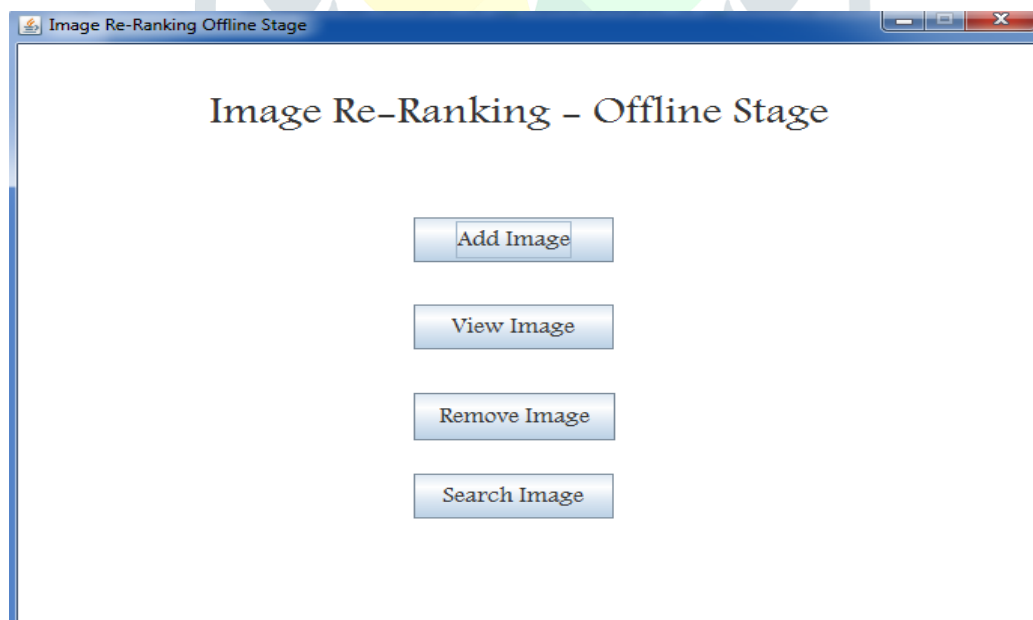 Image Re-Ranking Offline Stage
Image Re-Ranking - Offline Stage
Add Image
View Image
Remove Image
Search Image